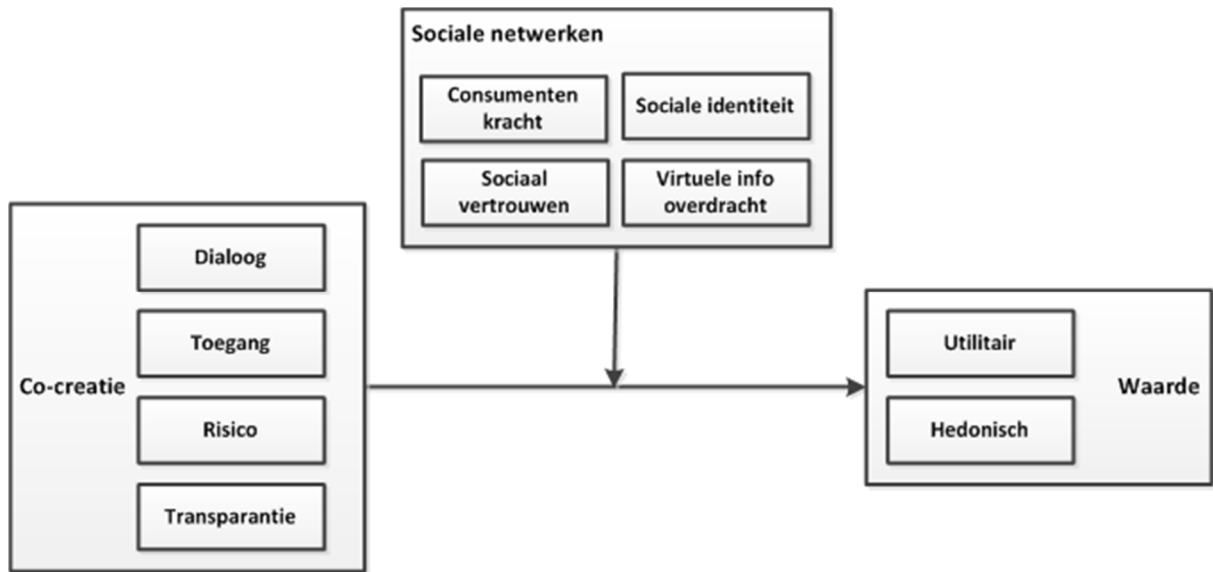 Sociale netwerken
Consumenten
kracht
Sociale identiteit
Sociaal
vertrouwen
Virtuele info
overdracht
Co-creatie
Dialoog
Toegang
Risico
Transparantie
Utilitair
Hedonisch
Waarde